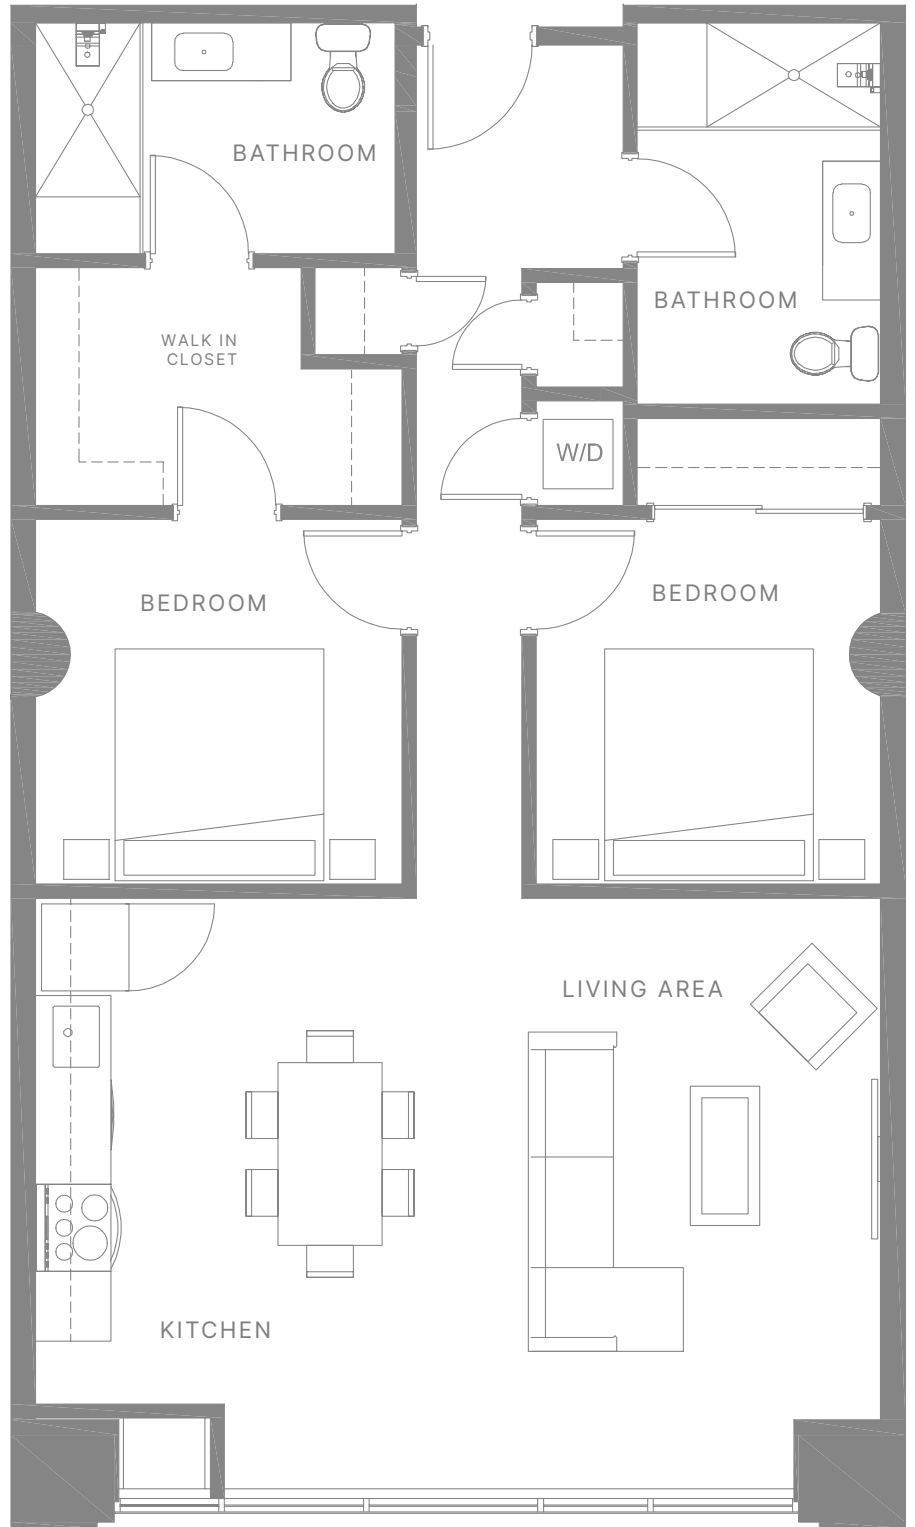 BATHROOM
BATHROOM
WALK IN
CLOSET
W/D
BEDROOM
BEDROOM
LIVING AREA
KITCHEN